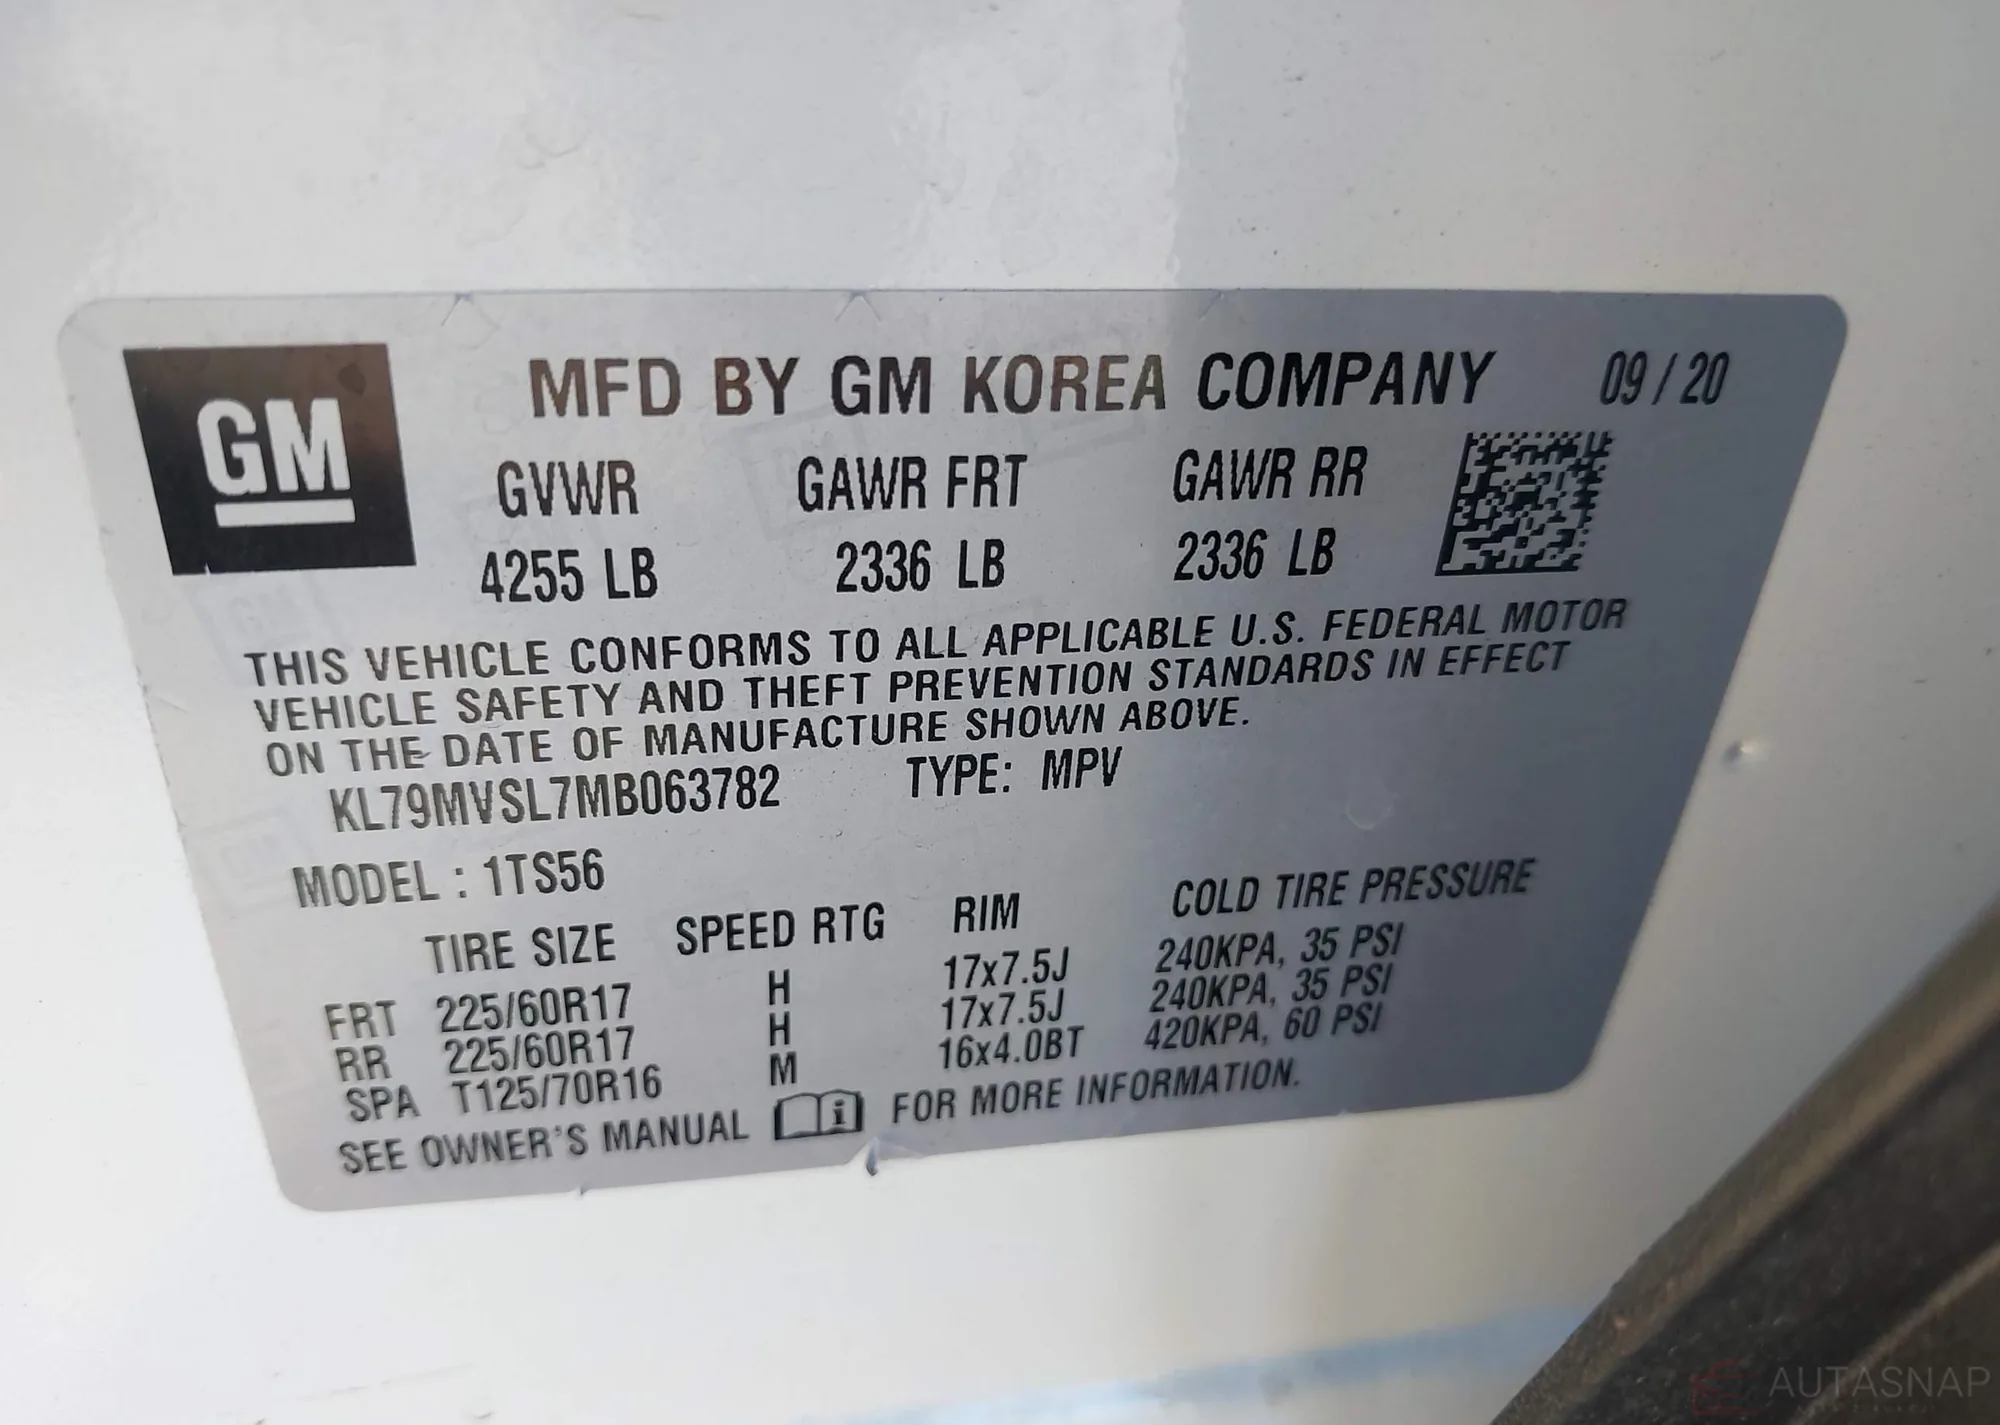 GM
MFD BY GM KOREA COMPANY 09 / 20
GVWR GAWR FRT GAWR RR
4255 LB 2336 LB 2336 LB
THIS VEHICLE CONFORMS TO ALL APPLICABLE U.S. FEDERAL MOTOR
VEHICLE SAFETY AND THEFT PREVENTION STANDARDS IN EFFECT
ON THE DATE OF MANUFACTURE SHOWN ABOVE.
KL79MVSL7MB063782 TYPE: MPV
MODEL : 1TS56
TIRE SIZE SPEED RTG RIM COLD TIRE PRESSURE
FRT 225/60R17 H 17x7.5J 240KPA, 35 PSI
RR 225/60R17 H 17x7.5J 240KPA, 35 PSI
SPA T125/70R16 M 16x4.0BT 420KPA, 60 PSI
SEE OWNER'S MANUAL i FOR MORE INFORMATION.
AUTASNAP